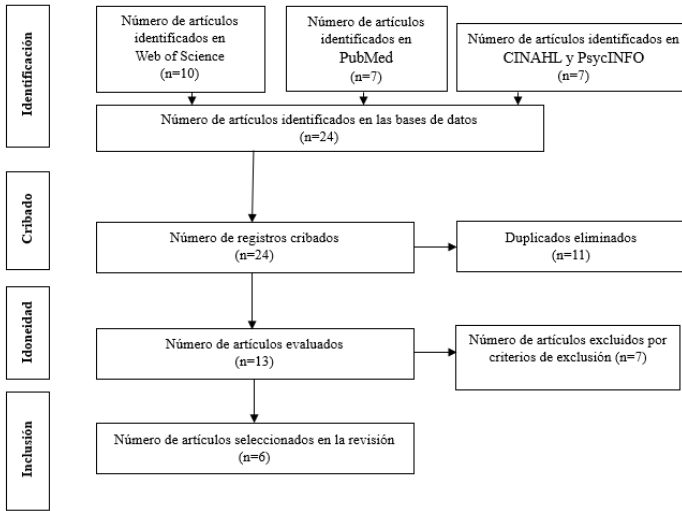 Identificación
Número de artículos
identificados en
Web of Science
(n=10)
Número de artículos
identificados en
PubMed
(n=7)
Número de artículos identificados en
CINAHL y PsycINFO
(n=7)
Número de artículos identificados en las bases de datos
(n=24)
Cribado
Número de registros cribados
(n=24)
Duplicados eliminados
(n=11)
Idoneidad
Número de artículos evaluados
(n=13)
Número de artículos excluidos por
criterios de exclusión (n=7)
Inclusión
Número de artículos seleccionados en la revisión
(n=6)